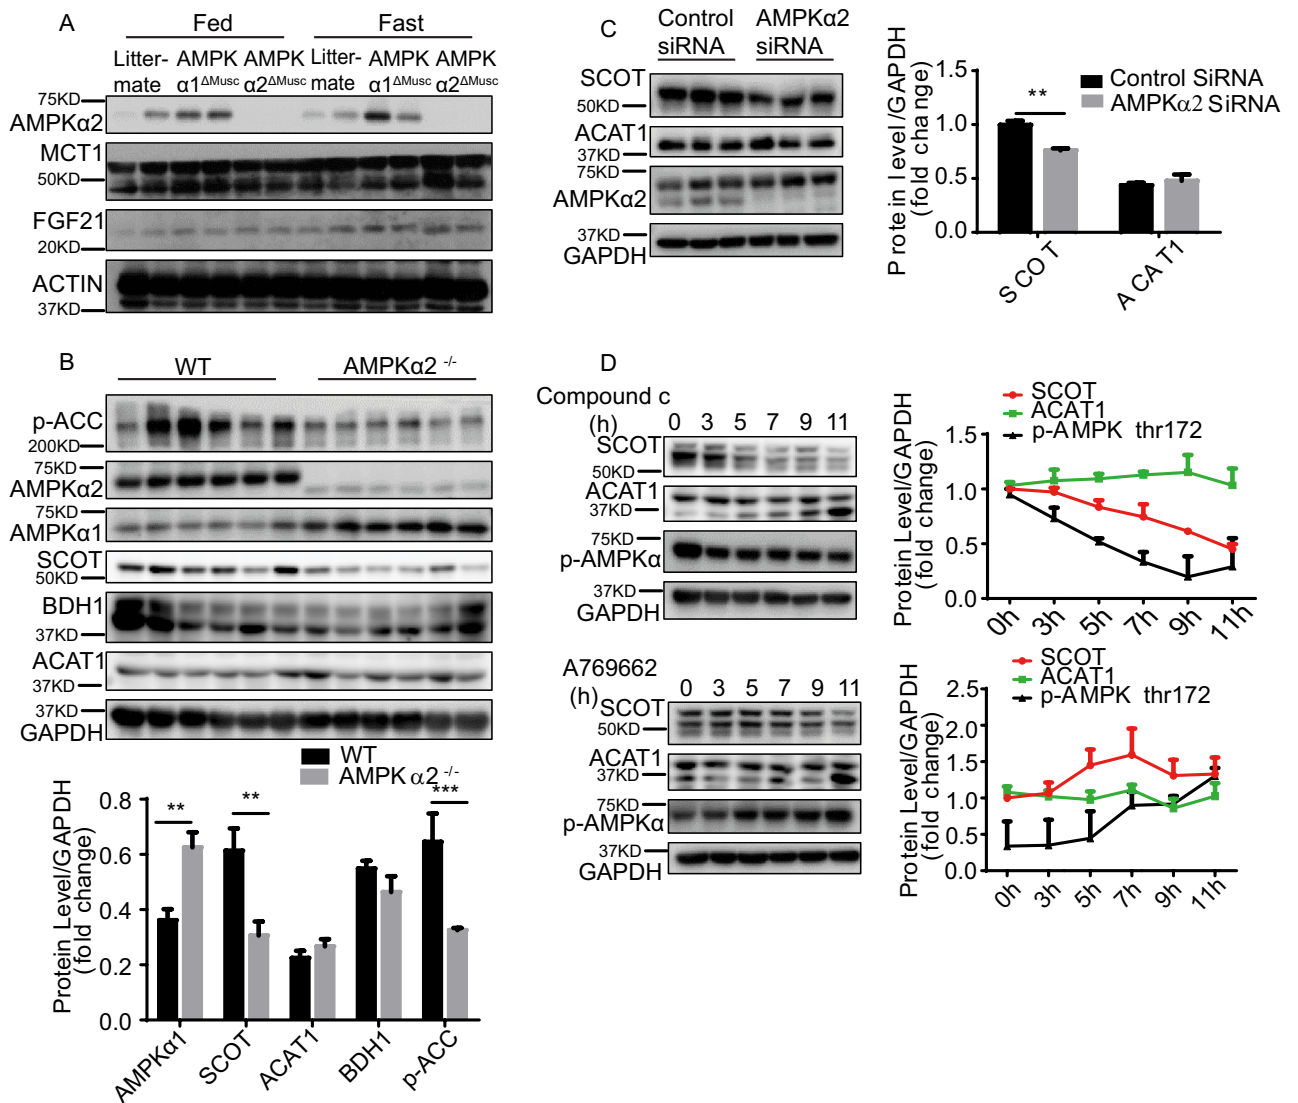 A
Fed
Fast
Litter-
mate
AMPK
α1ΔMusc
AMPK
α2ΔMusc
Litter-
mate
AMPK
α1ΔMusc
AMPK
α2ΔMusc
75KD
AMPKα2
MCT1
50KD
FGF21
20KD
ACTIN
37KD
B
WT
AMPKα2 -/-
p-ACC
200KD
75KD
AMPKα2
75KD
AMPKα1
SCOT
50KD
BDH1
37KD
ACAT1
37KD
37KD
GAPDH
WT
AMPK α2 -/-
Protein Level/GAPDH
(fold change)
0.8
0.6
0.4
0.2
0.0
**
**
***
AMPKα1
SCOT
ACAT1
BDH1
p-ACC
C
Control
siRNA
AMPKα2
siRNA
SCOT
50KD
ACAT1
37KD
75KD
AMPKα2
37KD
GAPDH
Protein level/GAPDH
(fold change)
1.5
1.0
0.5
0.0
**
Control SiRNA
AMPKα2 SiRNA
SCOT
ACAT1
D
Compound c
(h)
0 3 5 7 9 11
SCOT
50KD
ACAT1
37KD
75KD
p-AMPKα
37KD
GAPDH
SCOT
ACAT1
p-AMPK thr172
Protein Level/GAPDH
(fold change)
1.5
1.0
0.5
0.0
0h 3h 5h 7h 9h 11h
A769662
(h)
0 3 5 7 9 11
SCOT
50KD
ACAT1
37KD
75KD
p-AMPKα
37KD
GAPDH
SCOT
ACAT1
p-AMPK thr172
Protein Level/GAPDH
(fold change)
2.5
2.0
1.5
1.0
0.5
0.0
0h 3h 5h 7h 9h 11h